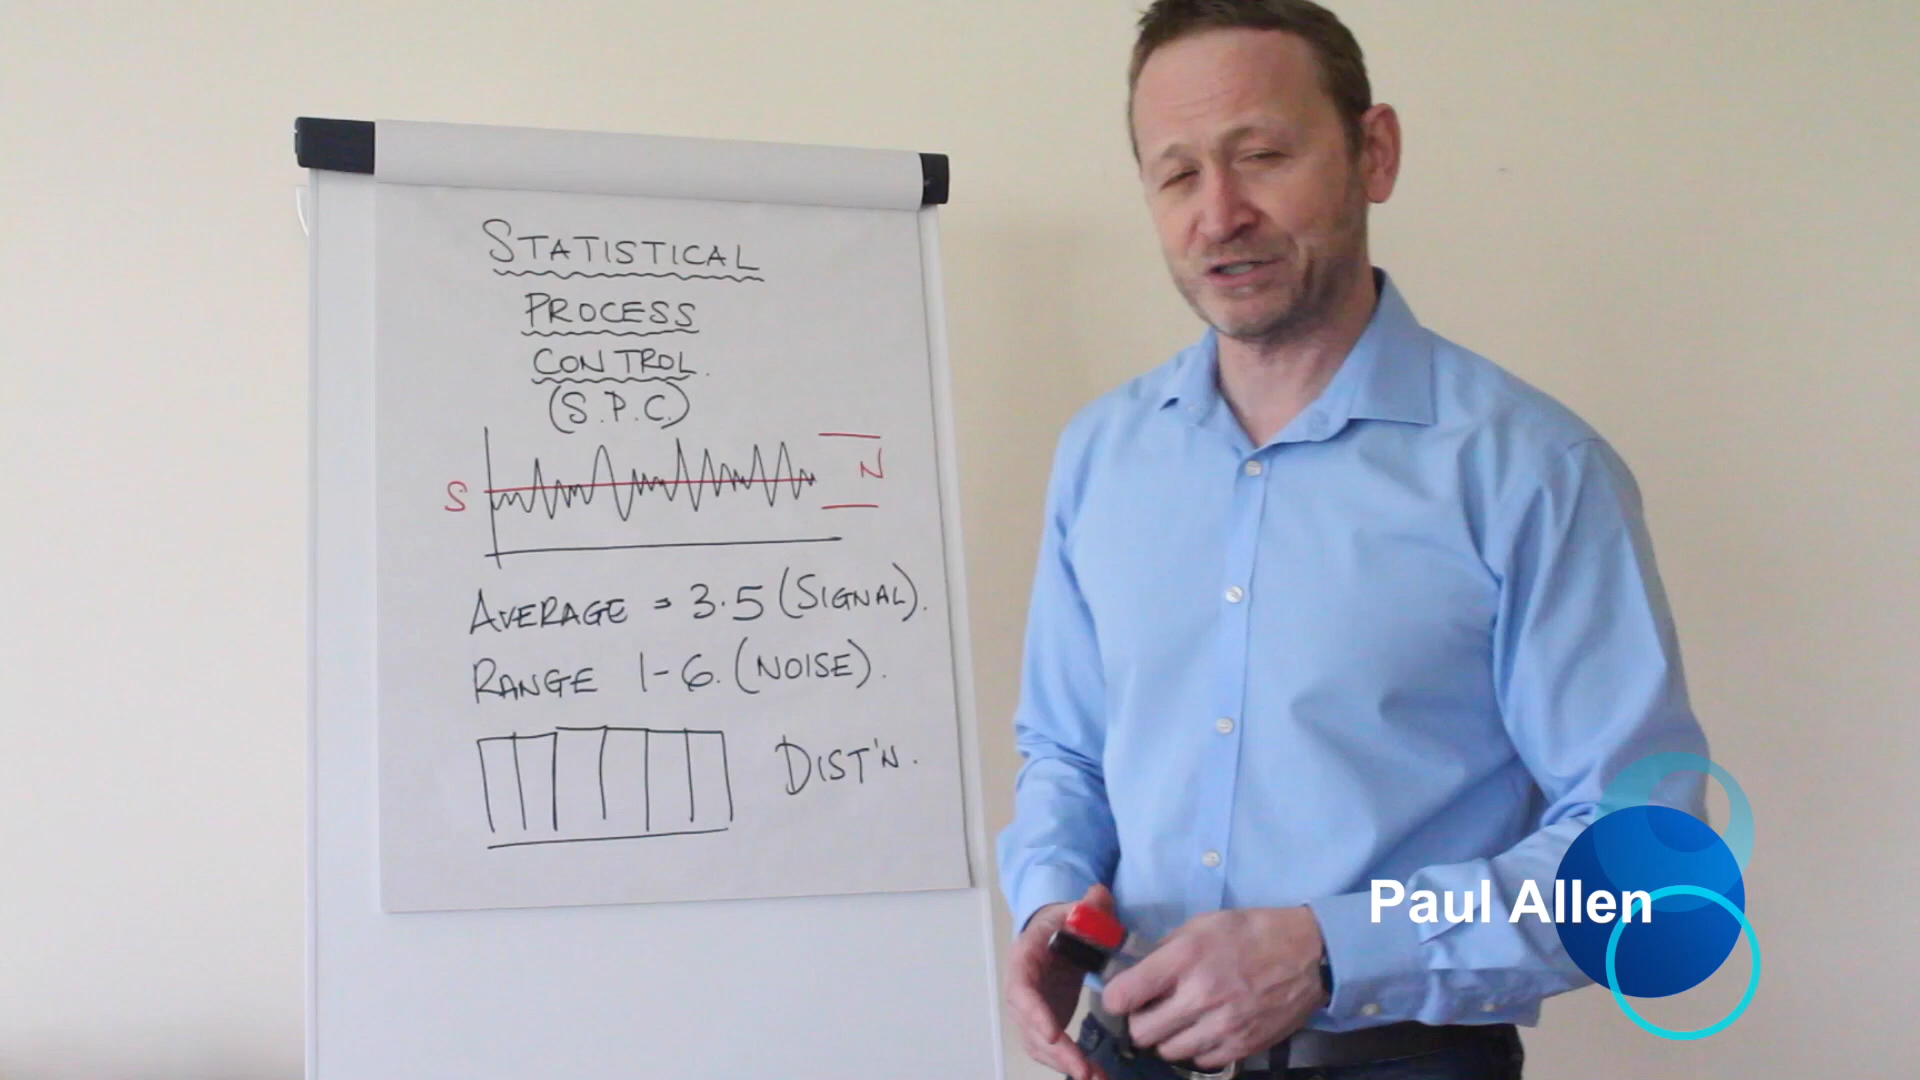 STATISTICAL
PROCESS
CONTROL.
(S.P.C.)
S
N
AVERAGE = 3.5 (SIGNAL).
RANGE 1-6. (NOISE).
DIST'N.
Paul Allen